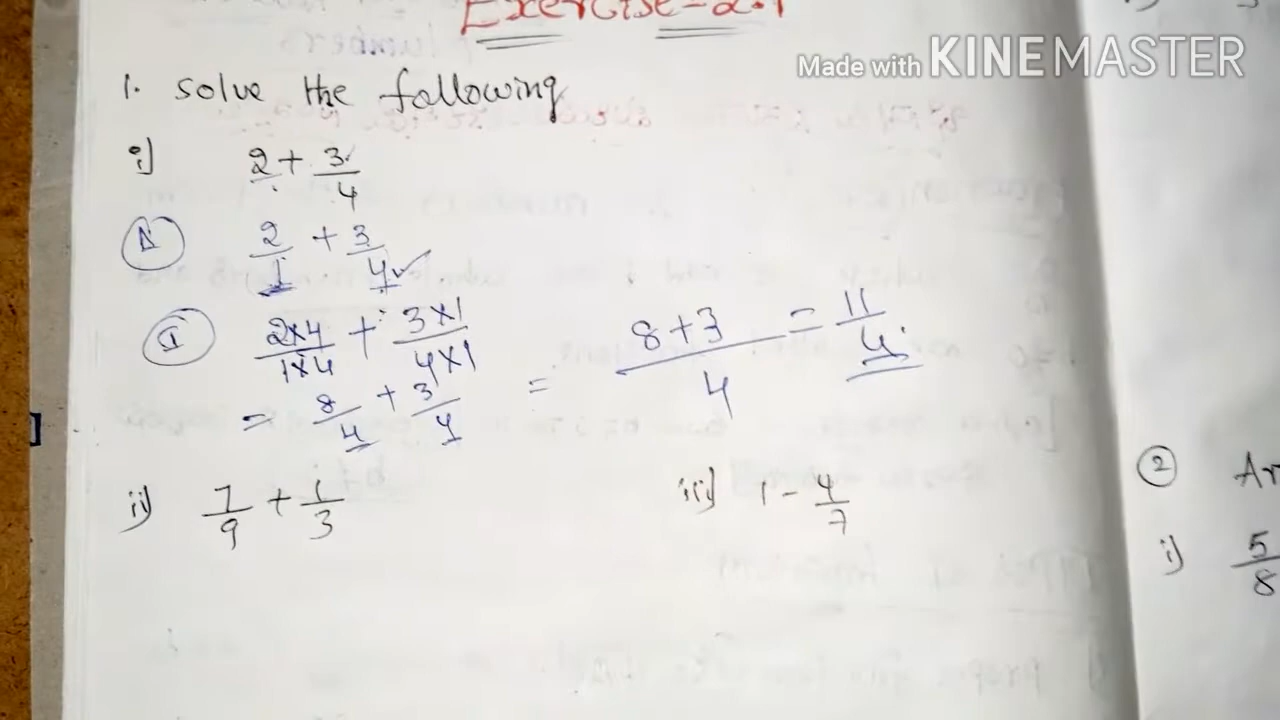 Exercise-2.1
Made with KINEMASTER
1. Solve the following
i) 2 + 3/4
2/1 + 3/4
2×4/1×4 + 3×1/4×1
= 8/4 + 3/4 = 8+3/4 = 11/4
ii) 7/9 + 1/3 iii) 1 - 4/7
②
i) 5/8